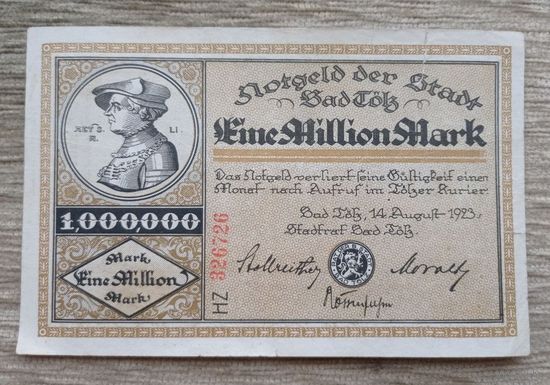 Notgeld der Stadt
Bad Tölz
Eine Million Mark
Das Notgeld verliert seine Gültigkeit einen
Monat nach Aufruf im Tölzer Kurier.
Bad Tölz, 14. August 1923.
Stadtrat Bad Tölz.
AET S. LI.
R.
1,000,000
Mark
Eine Million
Mark
HZ 326726